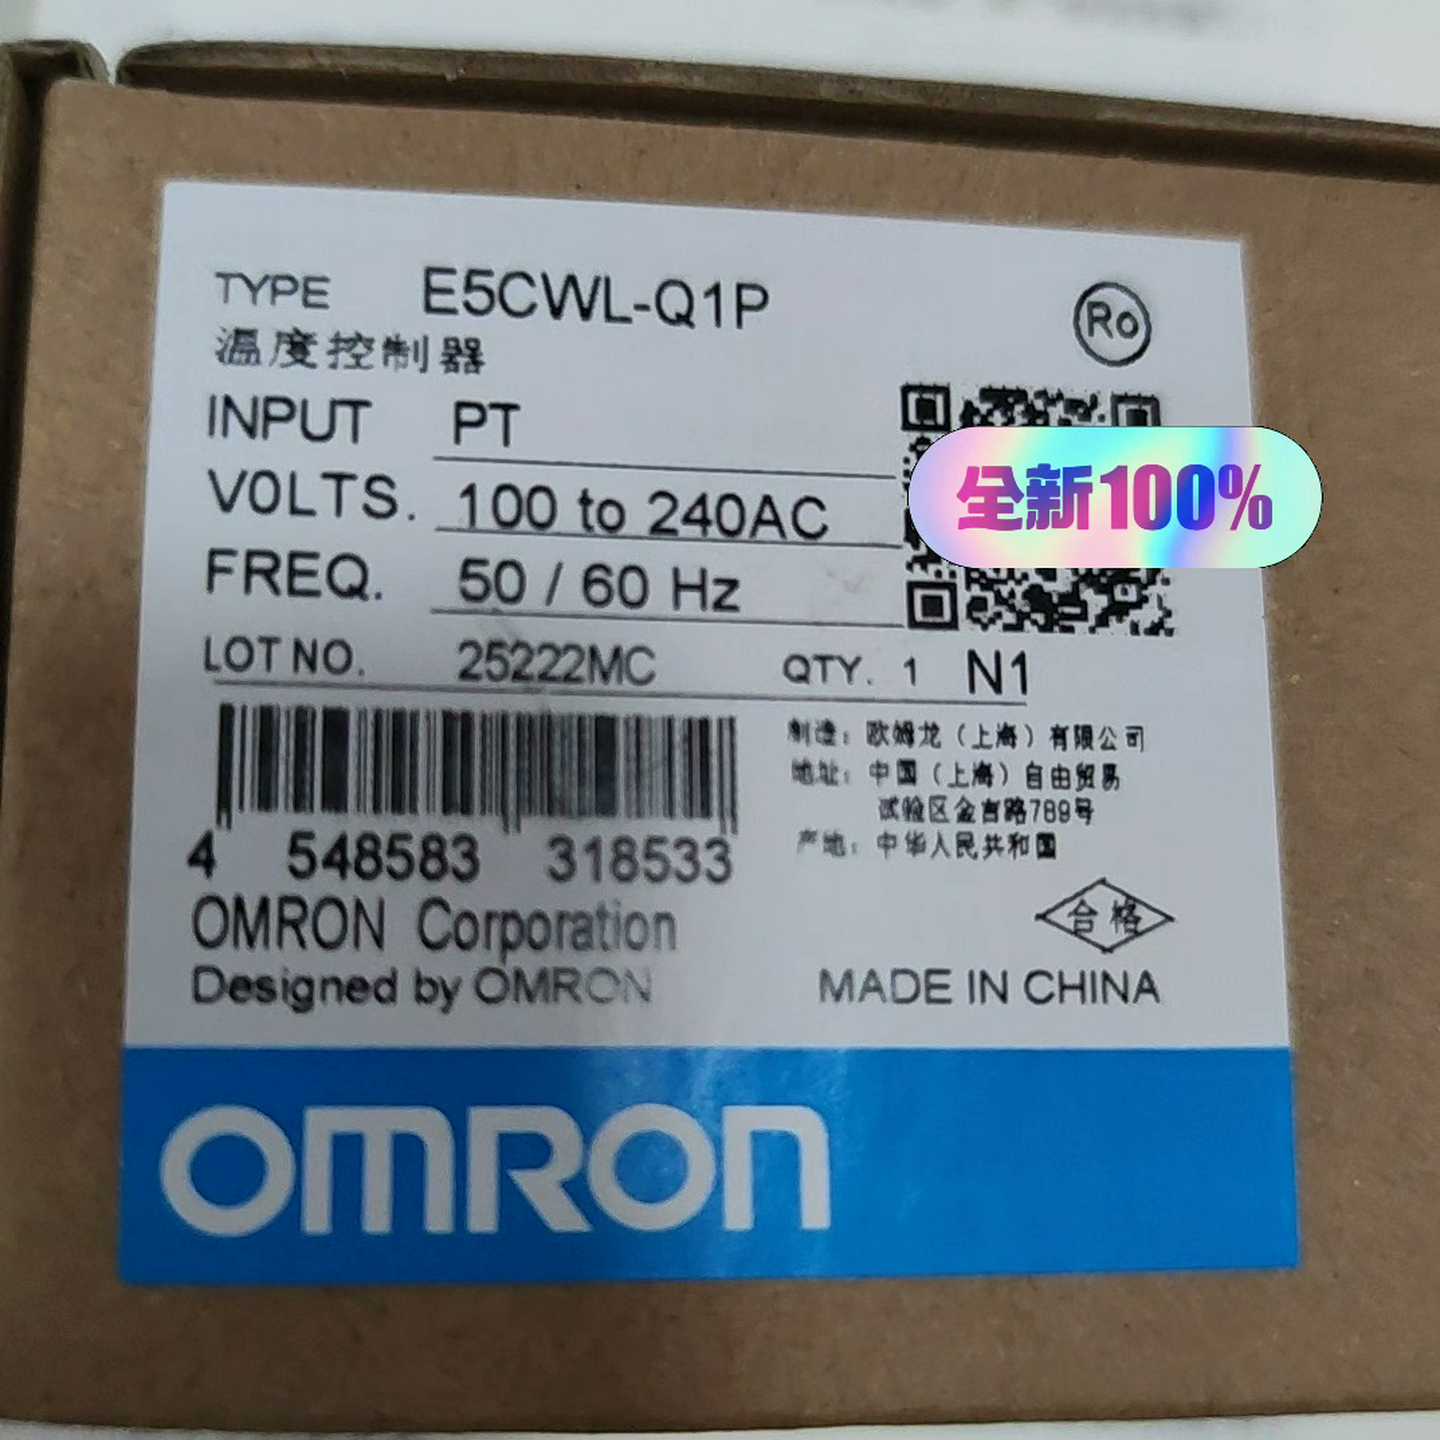 TYPE E5CWL-Q1P
Ro
温度控制器
INPUT PT
VOLTS. 100 to 240AC
全新100%
FREQ. 50 / 60 Hz
LOT NO. 25222MC QTY. 1 N1
制造：欧姆龙（上海）有限公司
地址：中国（上海）自由贸易
试验区金吉路789号
产地：中华人民共和国
4 548583 318533
OMRON Corporation
合格
Designed by OMRON
MADE IN CHINA
OMRON